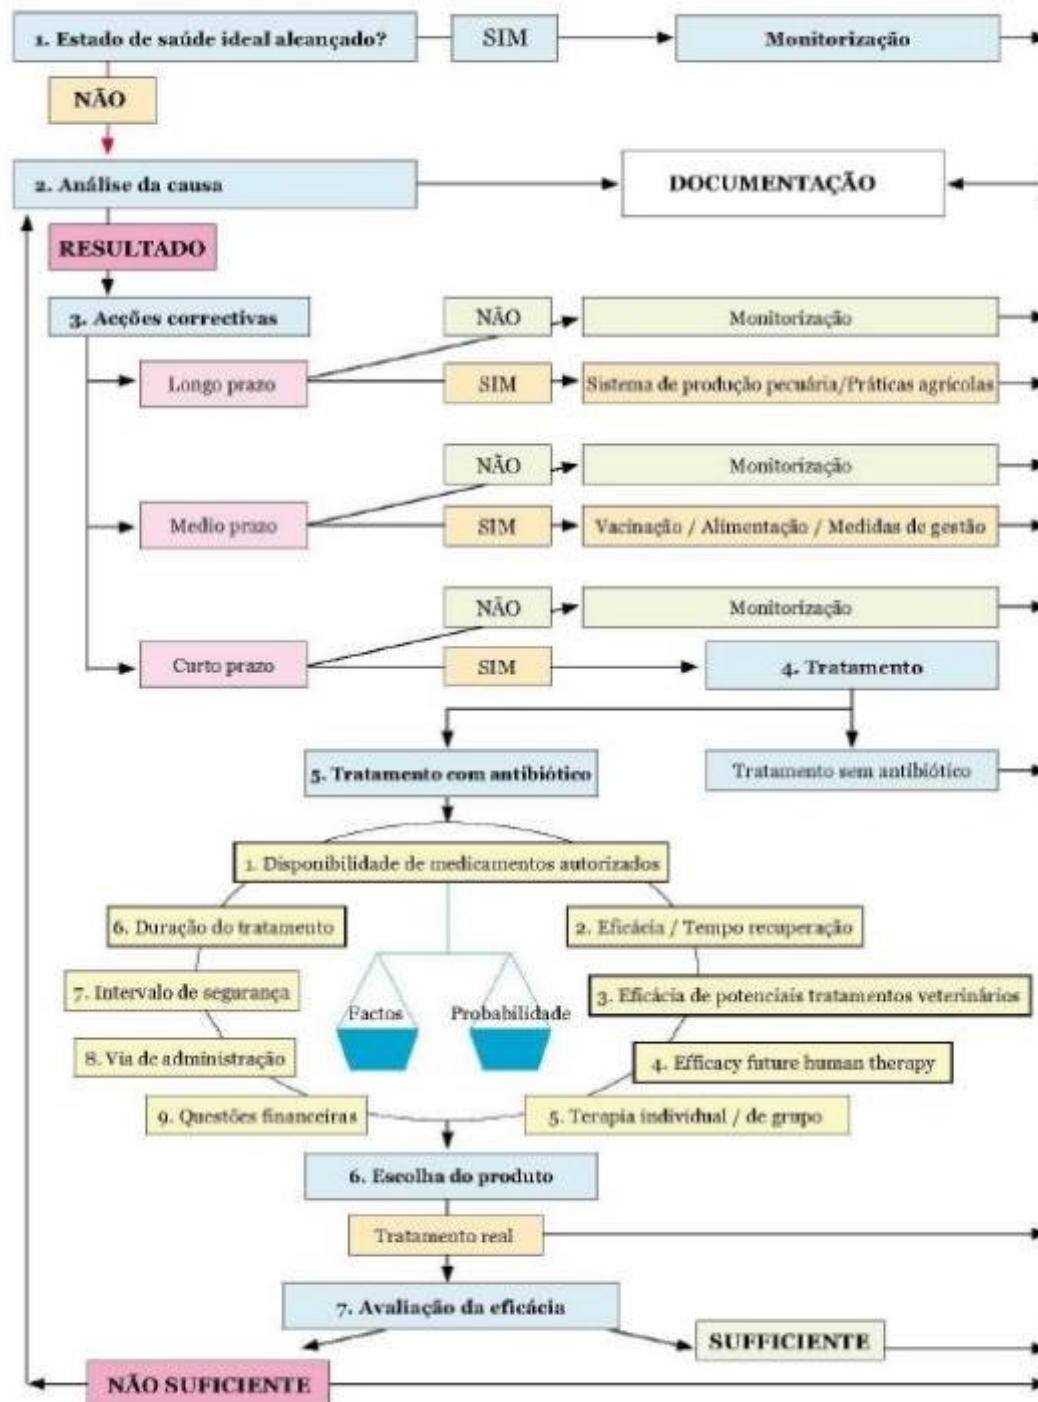 1. Estado de saúde ideal alcançado?
SIM
Monitorização
NÃO
2. Análise da causa
DOCUMENTAÇÃO
RESULTADO
3. Acções correctivas
NÃO
Monitorização
Longo prazo
SIM
Sistema de produção pecuária/Práticas agrícolas
NÃO
Monitorização
Medio prazo
SIM
Vacinação / Alimentação / Medidas de gestão
NÃO
Monitorização
Curto prazo
SIM
4. Tratamento
5. Tratamento com antibiótico
Tratamento sem antibiótico
1. Disponibilidade de medicamentos autorizados
6. Duração do tratamento
2. Eficácia / Tempo recuperação
7. Intervalo de segurança
3. Eficácia de potenciais tratamentos veterinários
Factos
Probabilidade
8. Via de administração
4. Efficacy future human therapy
9. Questões financeiras
5. Terapia individual / de grupo
6. Escolha do produto
Tratamento real
7. Avaliação da eficácia
SUFFICIENTE
NÃO SUFICIENTE